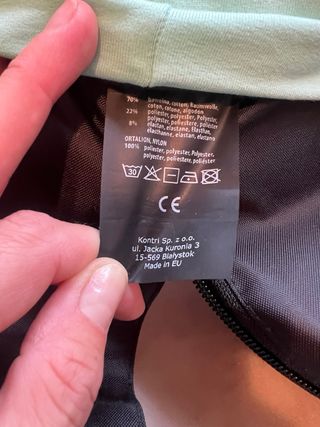 70% bawełna, cotton, Baumwolle,
coton, cotone, algodon
22% poliester, polyester, Polyester,
polyester, poliestere, poliéster
8% elastan, elastane, Elasthan,
élasthanne, elastan, elastano
ORTALION, NYLON
100% poliester, polyester, Polyester,
polyester, poliestere, poliéster
30
CE
Kontri Sp. z o.o.
ul. Jacka Kuronia 3
15-569 Białystok
Made in EU